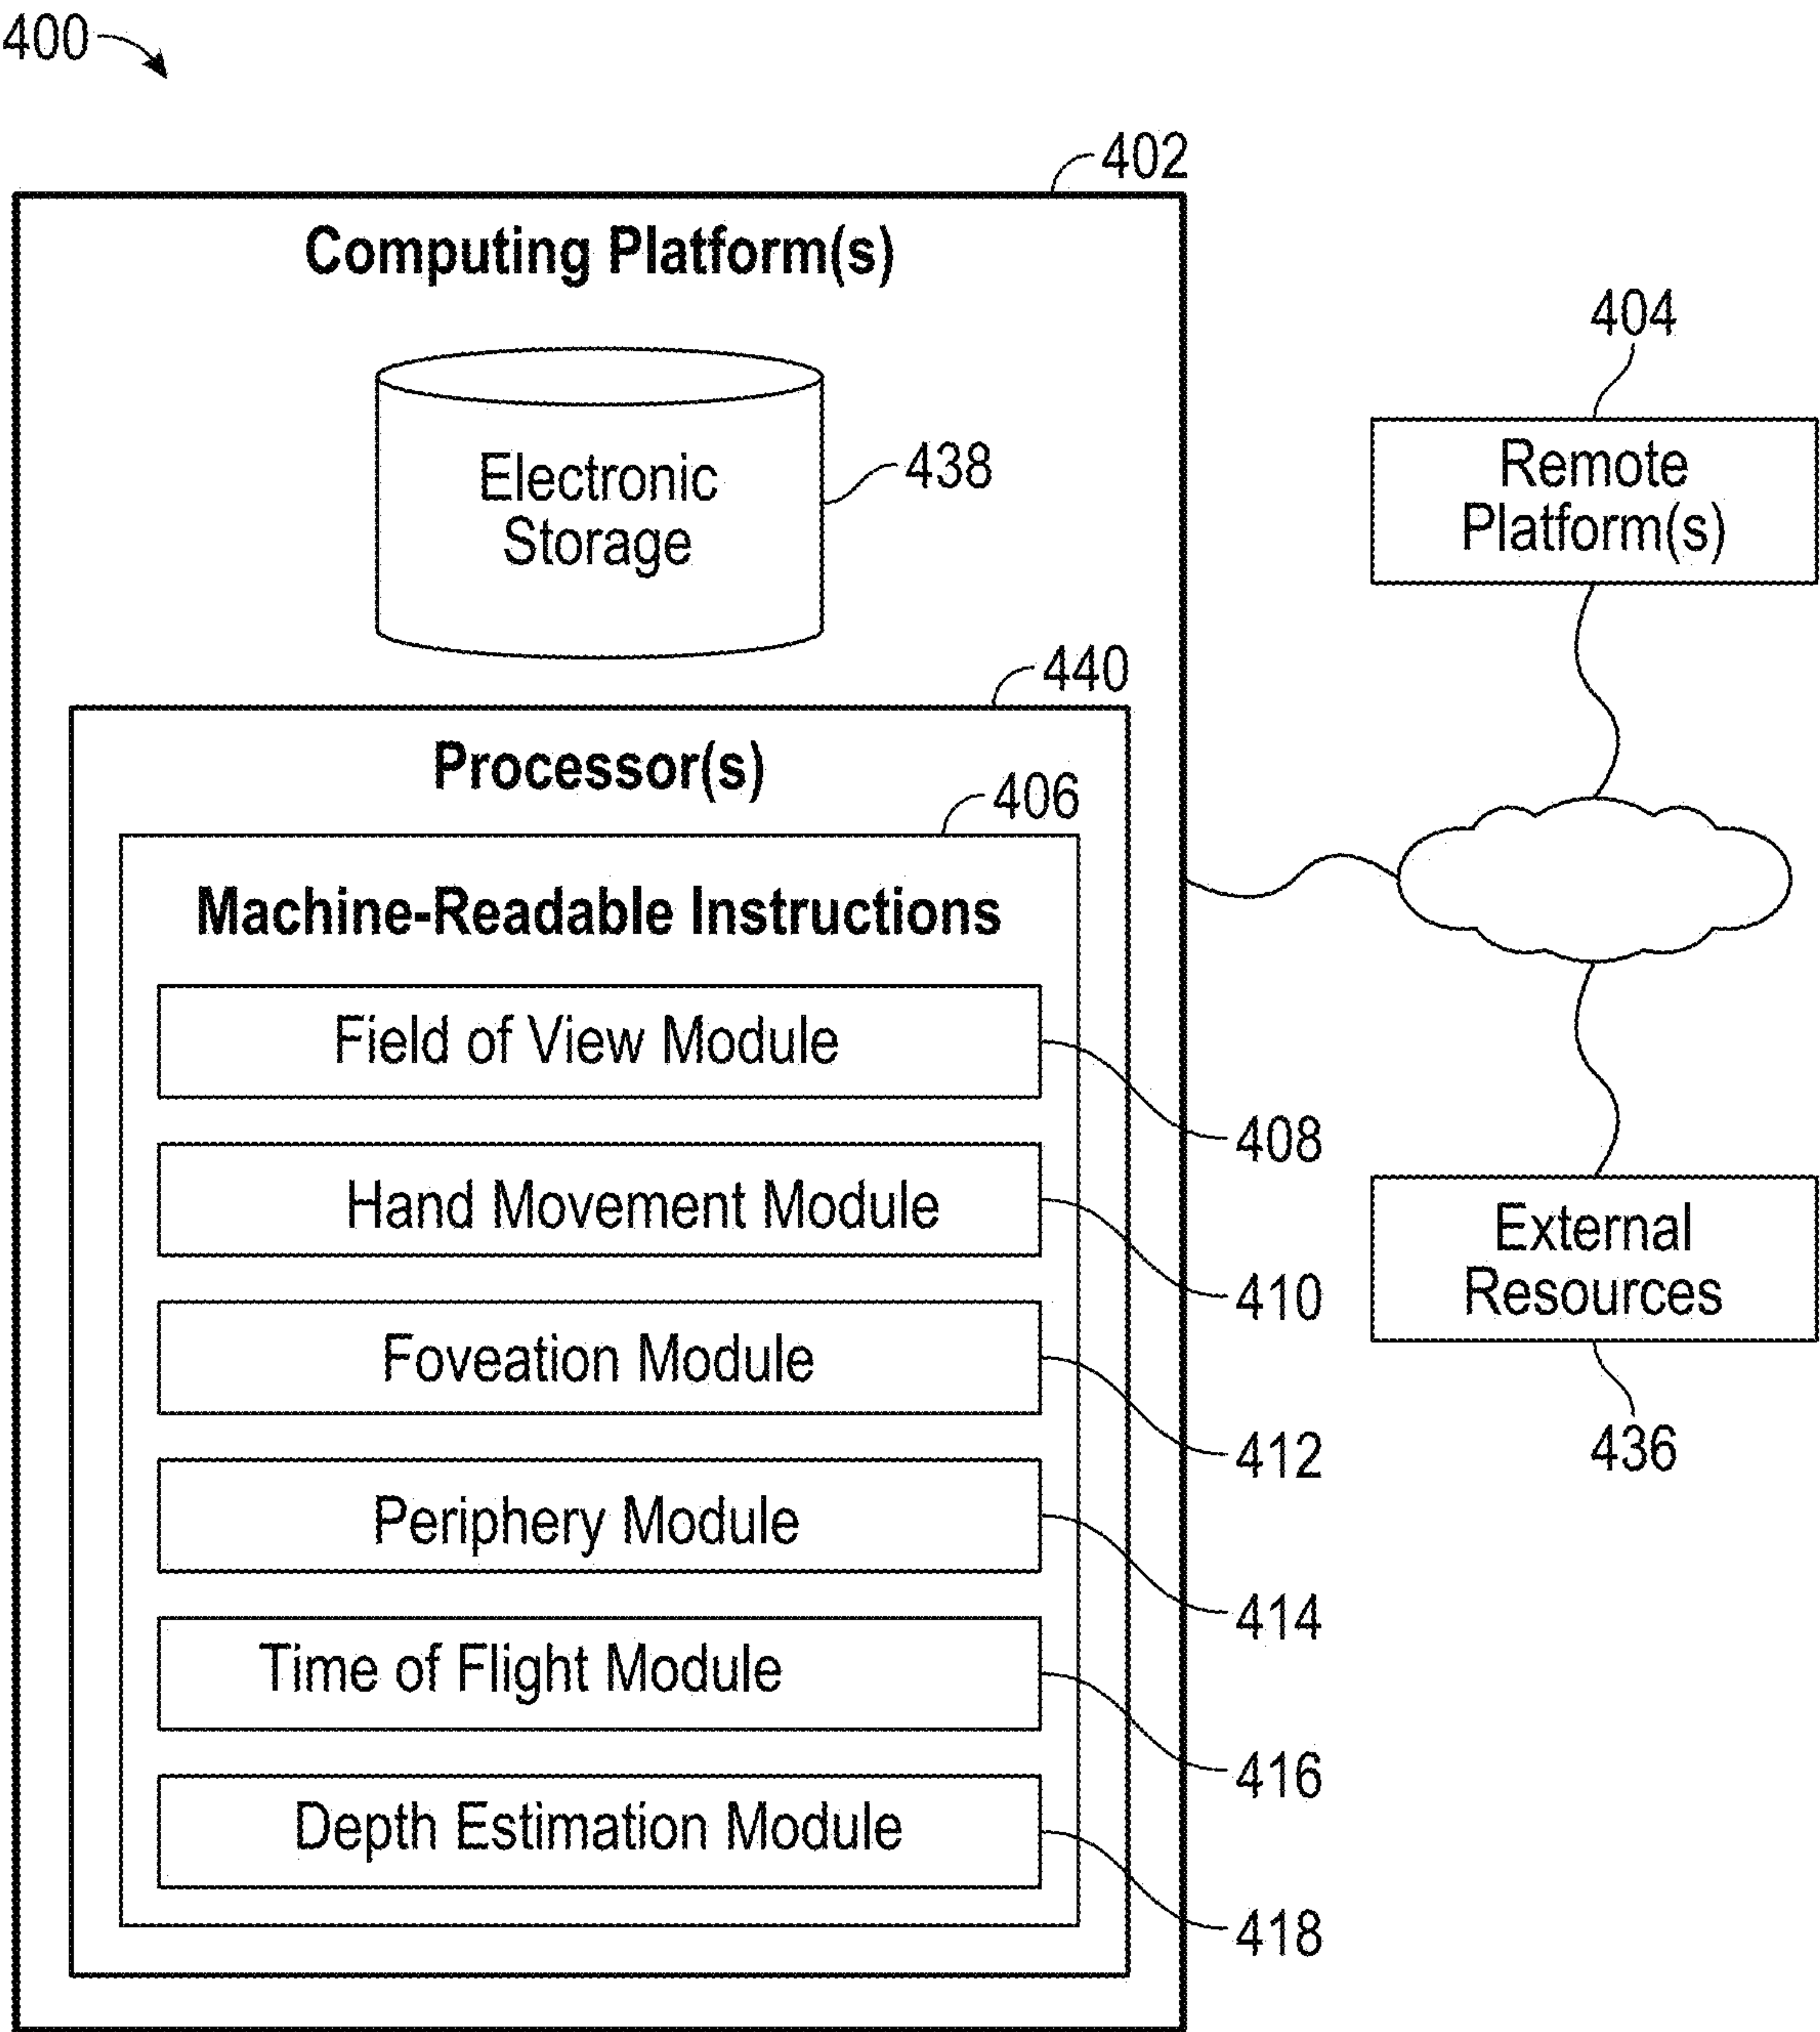 400
402
Computing Platform(s)
Electronic
Storage
438
404
Remote
Platform(s)
440
Processor(s)
406
Machine-Readable Instructions
Field of View Module
408
Hand Movement Module
410
Foveation Module
412
Periphery Module
414
Time of Flight Module
416
Depth Estimation Module
418
External
Resources
436